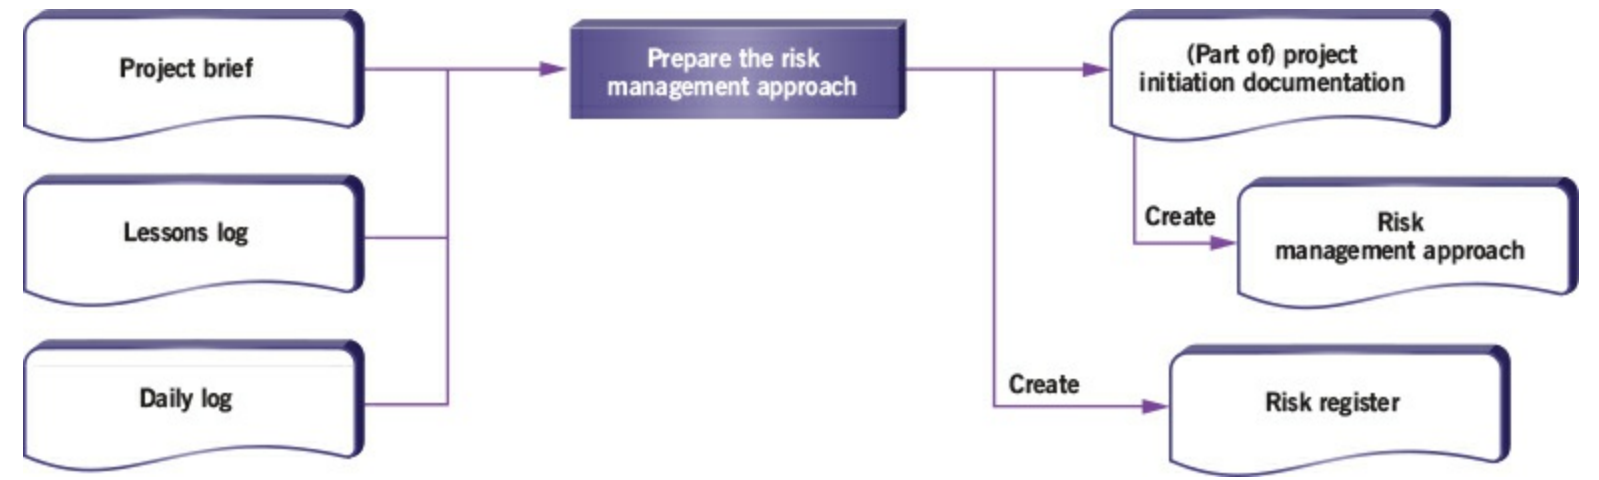 Project brief
Prepare the risk
management approach
(Part of) project
initiation documentation
Lessons log
Create
Risk
management approach
Daily log
Create
Risk register